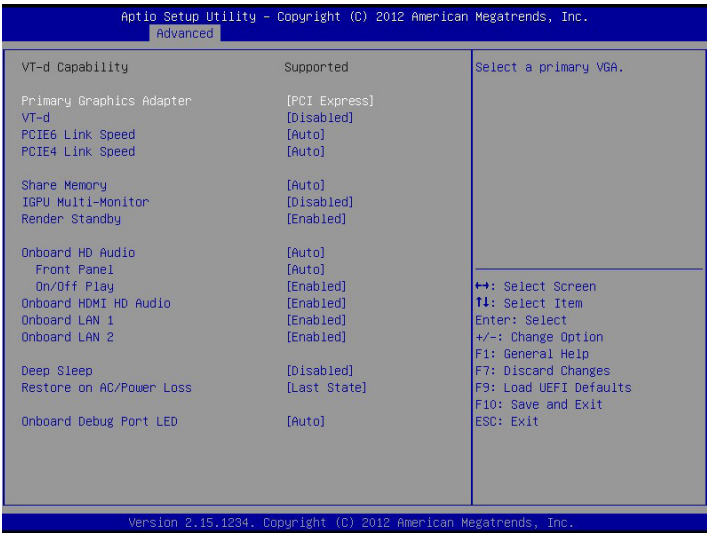 Aptio Setup Utility – Copyright (C) 2012 American Megatrends, Inc.
Advanced
VT-d Capability Supported
Primary Graphics Adapter [PCI Express]
VT-d [Disabled]
PCIE6 Link Speed [Auto]
PCIE4 Link Speed [Auto]
Share Memory [Auto]
IGPU Multi-Monitor [Disabled]
Render Standby [Enabled]
Onboard HD Audio [Auto]
Front Panel [Auto]
On/Off Play [Enabled]
Onboard HDMI HD Audio [Enabled]
Onboard LAN 1 [Enabled]
Onboard LAN 2 [Enabled]
Deep Sleep [Disabled]
Restore on AC/Power Loss [Last State]
Onboard Debug Port LED [Auto]
Select a primary VGA.
↔: Select Screen
↑↓: Select Item
Enter: Select
+/-: Change Option
F1: General Help
F7: Discard Changes
F9: Load UEFI Defaults
F10: Save and Exit
ESC: Exit
Version 2.15.1234. Copyright (C) 2012 American Megatrends, Inc.